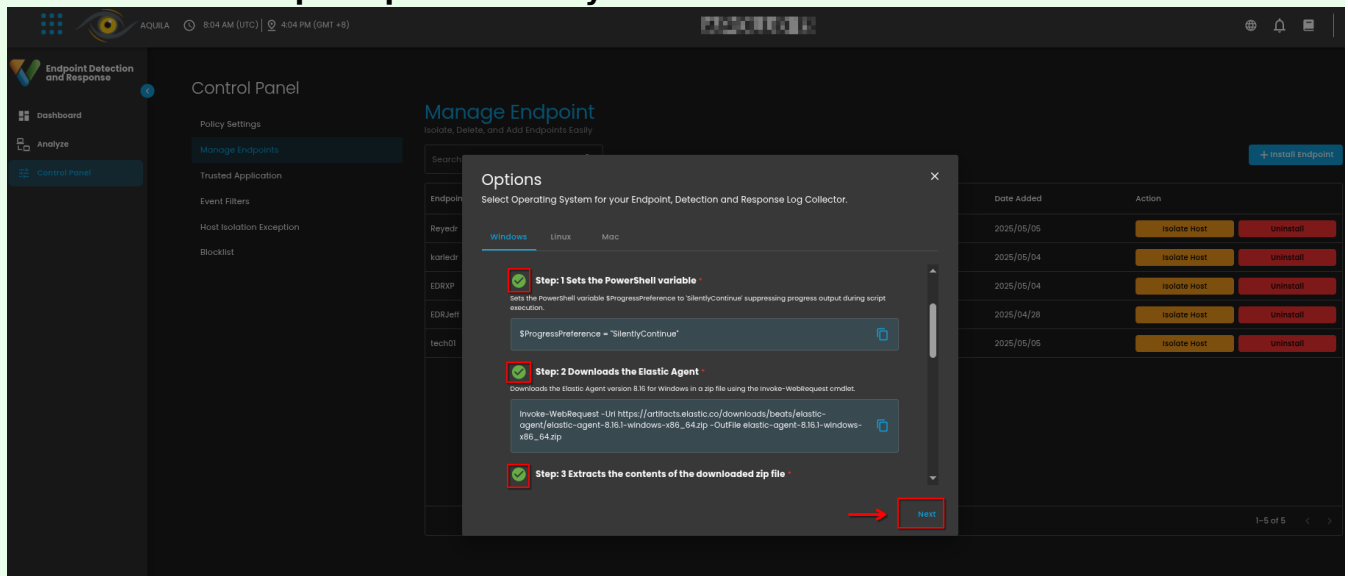 AQUILA
8:04 AM (UTC) | 4:04 PM (GMT +8)
Endpoint Detection
and Response
Dashboard
Analyze
Control Panel
Control Panel
Policy Settings
Manage Endpoints
Trusted Application
Event Filters
Host Isolation Exception
Blocklist
Manage Endpoint
Isolate, Delete, and Add Endpoints Easily
Search
+ Install Endpoint
Endpoin
Date Added
Action
Reyedr
2025/05/05
Isolate Host
Uninstall
karledr
2025/05/04
Isolate Host
Uninstall
EDRXP
2025/05/04
Isolate Host
Uninstall
EDRJeff
2025/04/28
Isolate Host
Uninstall
tech01
2025/05/05
Isolate Host
Uninstall
1-5 of 5
Options
Select Operating System for your Endpoint, Detection and Response Log Collector.
Windows
Linux
Mac
Step: 1 Sets the PowerShell variable *
Sets the PowerShell variable $ProgressPreference to 'SilentlyContinue' suppressing progress output during script
execution.
$ProgressPreference = "SilentlyContinue"
Step: 2 Downloads the Elastic Agent *
Downloads the Elastic Agent version 8.16 for Windows in a zip file using the Invoke-WebRequest cmdlet.
Invoke-WebRequest -Uri https://artifacts.elastic.co/downloads/beats/elastic-
agent/elastic-agent-8.16.1-windows-x86_64.zip -OutFile elastic-agent-8.16.1-windows-
x86_64.zip
Step: 3 Extracts the contents of the downloaded zip file *
Next